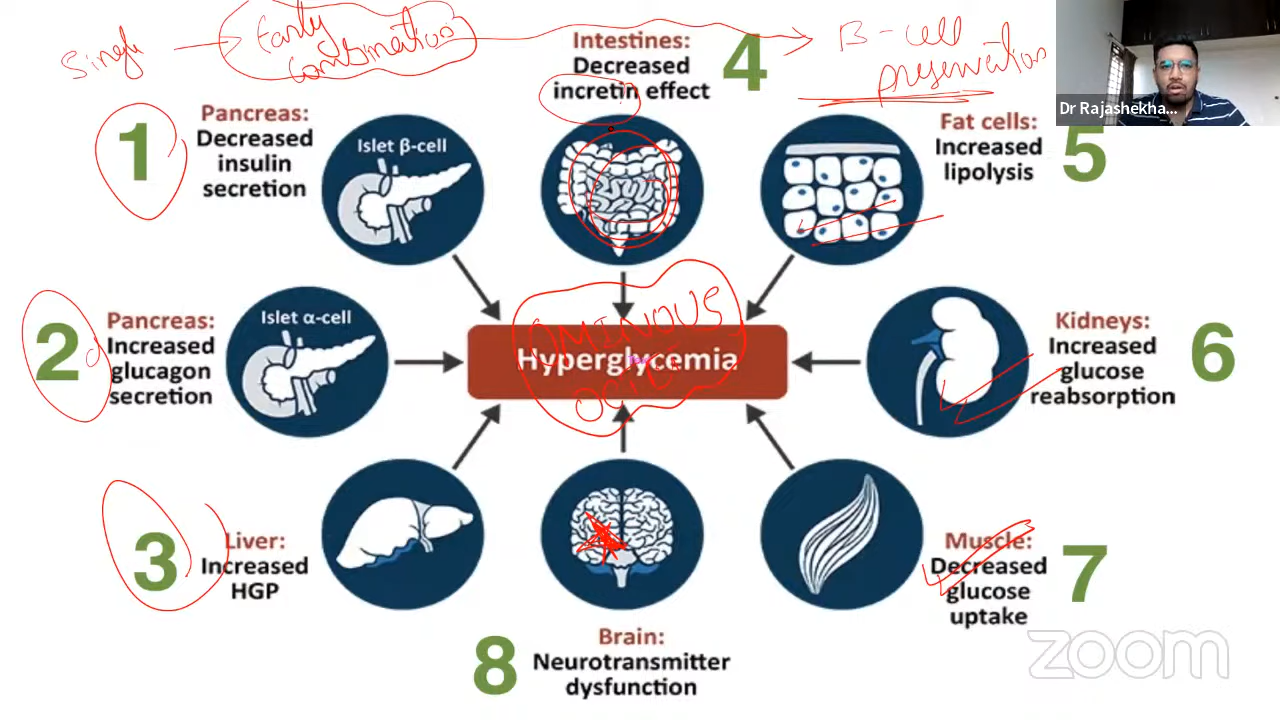 Singly
Early
combination
B-cell
preservation
Dr Rajashekha...
1
Pancreas:
Decreased
insulin
secretion
Islet β-cell
Intestines:
Decreased
incretin effect
4
Fat cells:
Increased
lipolysis
5
2
Pancreas:
Increased
glucagon
secretion
Islet α-cell
OMINOUS
Hyperglycemia
OCTET
Kidneys:
Increased
glucose
reabsorption
6
3
Liver:
Increased
HGP
8
Brain:
Neurotransmitter
dysfunction
Muscle:
Decreased
glucose
uptake
7
zoom